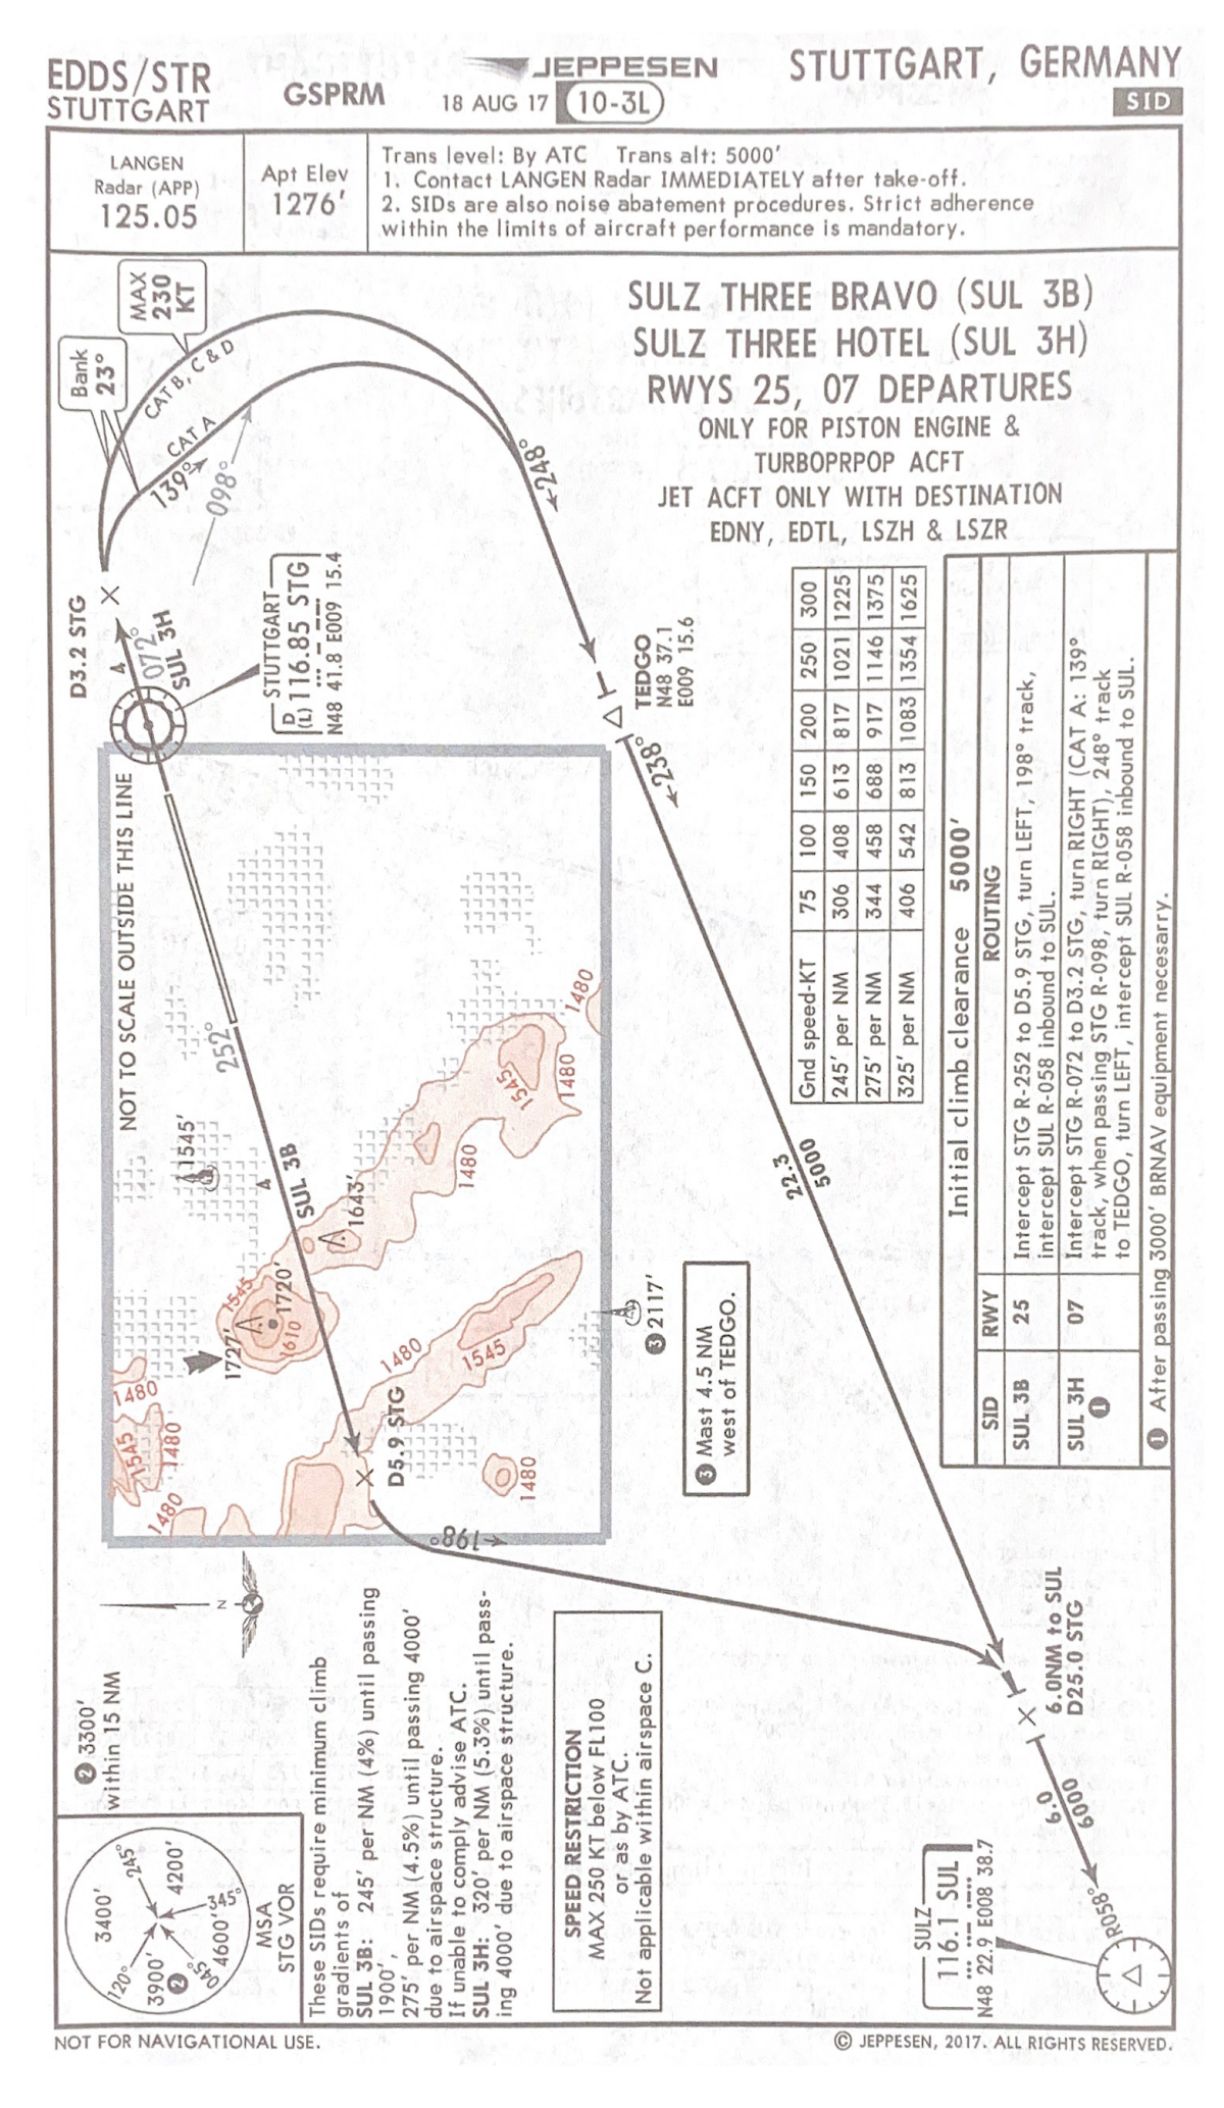 EDDS/STR
STUTTGART
GSPRM
JEPPESEN
18 AUG 17
10-3L
STUTTGART, GERMANY
SID
LANGEN
Radar (APP)
125.05
Apt Elev
1276'
Trans level: By ATC Trans alt: 5000'
1. Contact LANGEN Radar IMMEDIATELY after take-off.
2. SIDs are also noise abatement procedures. Strict adherence
within the limits of aircraft performance is mandatory.
SULZ THREE BRAVO (SUL 3B)
SULZ THREE HOTEL (SUL 3H)
RWYS 25, 07 DEPARTURES
ONLY FOR PISTON ENGINE &
TURBOPRPOP ACFT
JET ACFT ONLY WITH DESTINATION
EDNY, EDTL, LSZH & LSZR
MAX
230
KT
Bank
23°
CAT B, C & D
CAT A
139°
098°
248°
D3.2 STG
072°
SUL 3H
STUTTGART
D
(L) 116.85 STG
N48 41.8 E009 15.4
TEDGO
N48 37.1
E009 15.6
238°
NOT TO SCALE OUTSIDE THIS LINE
252°
SUL 3B
1545'
1643'
1727'
1720'
1545
1610
1480
1480
1545
1480
1480
1480
1545
1480
1545
1480
1480
1480
D5.9 STG
198°
3 2117'
3 Mast 4.5 NM
west of TEDGO.
22.3
5000
Gnd speed-KT 75 100 150 200 250 300
245' per NM 306 408 613 817 1021 1225
275' per NM 344 458 688 917 1146 1375
325' per NM 406 542 813 1083 1354 1625
Initial climb clearance 5000'
SID RWY ROUTING
SUL 3B 25 Intercept STG R-252 to D5.9 STG, turn LEFT, 198° track,
intercept SUL R-058 inbound to SUL.
SUL 3H 1 07 Intercept STG R-072 to D3.2 STG, turn RIGHT (CAT A: 139°
track, when passing STG R-098, turn RIGHT), 248° track
to TEDGO, turn LEFT, intercept SUL R-058 inbound to SUL.
1 After passing 3000' BRNAV equipment necesarry.
N
2 3300'
within 15 NM
3400'
245°
4200'
345°
4600'
045°
3900'
2
120°
MSA
STG VOR
These SIDs require minimum climb
gradients of
SUL 3B: 245' per NM (4%) until passing
1900'
275' per NM (4.5%) until passing 4000'
due to airspace structure.
If unable to comply advise ATC.
SUL 3H: 320' per NM (5.3%) until pass-
ing 4000' due to airspace structure.
SPEED RESTRICTION
MAX 250 KT below FL100
or as by ATC.
Not applicable within airspace C.
6.0NM to SUL
D25.0 STG
6.0
6000
R058°
SULZ
116.1 SUL
N48 22.9 E008 38.7
NOT FOR NAVIGATIONAL USE.
© JEPPESEN, 2017. ALL RIGHTS RESERVED.